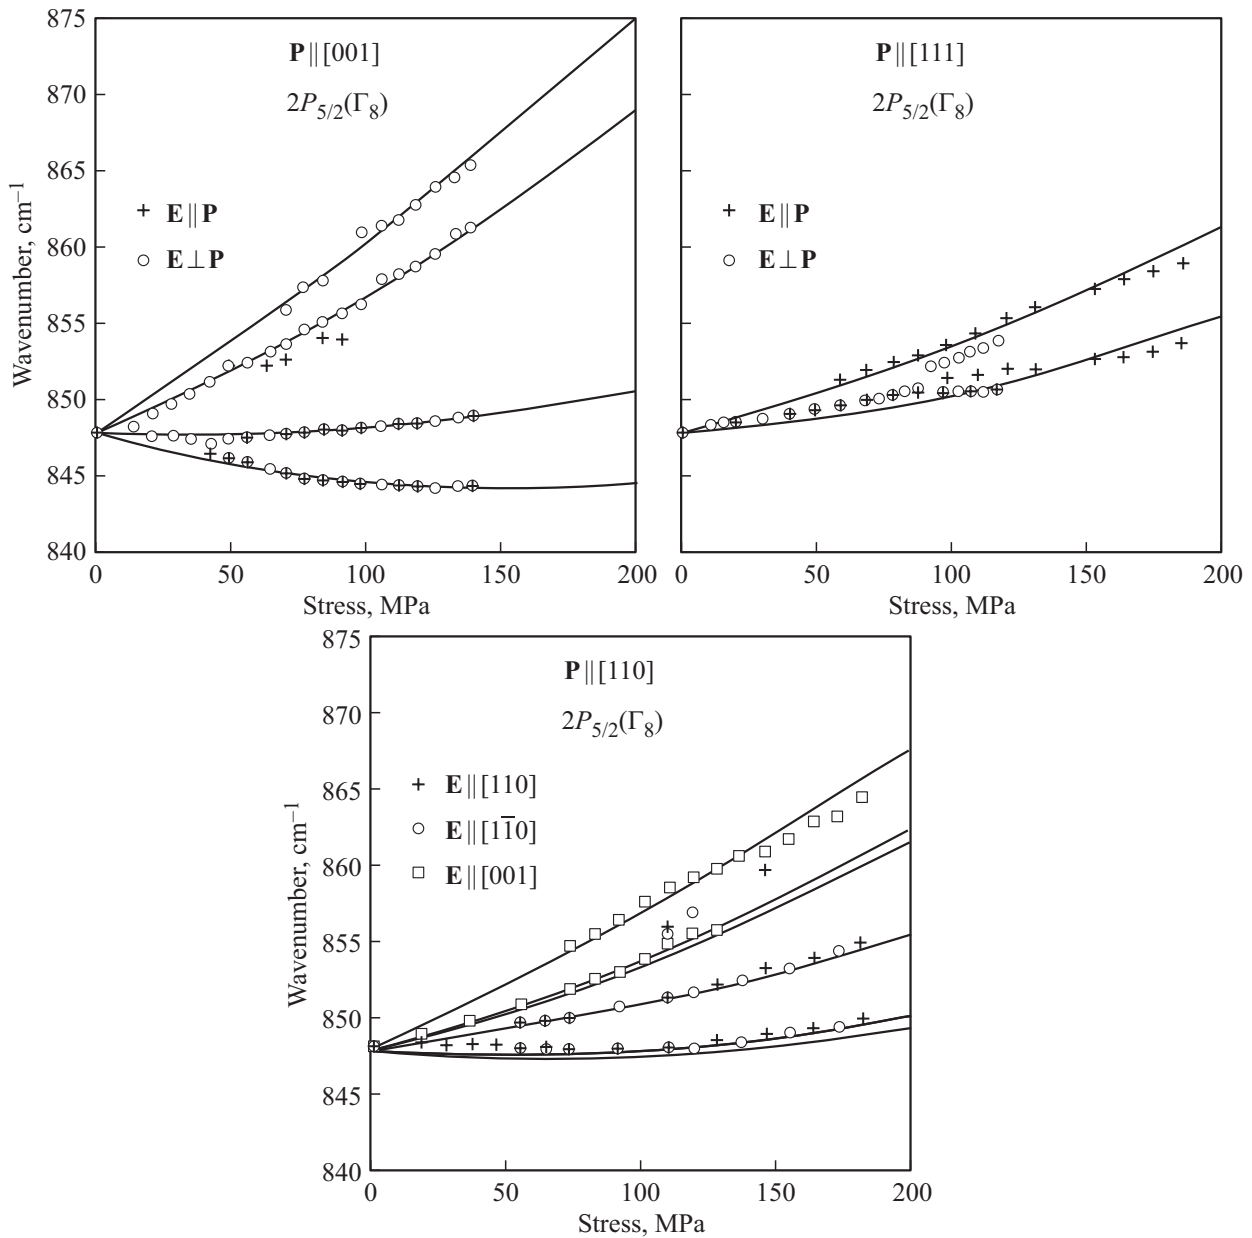 875
870
865
860
855
850
845
840
Wavenumber, cm–1
P || [001]
2P5/2(Γ8)
+ E || P
○ E ⊥ P
0 50 100 150 200
Stress, MPa
P || [111]
2P5/2(Γ8)
+ E || P
○ E ⊥ P
0 50 100 150 200
Stress, MPa
875
870
865
860
855
850
845
840
Wavenumber, cm–1
P || [110]
2P5/2(Γ8)
+ E || [110]
○ E || [11̅0]
□ E || [001]
0 50 100 150 200
Stress, MPa